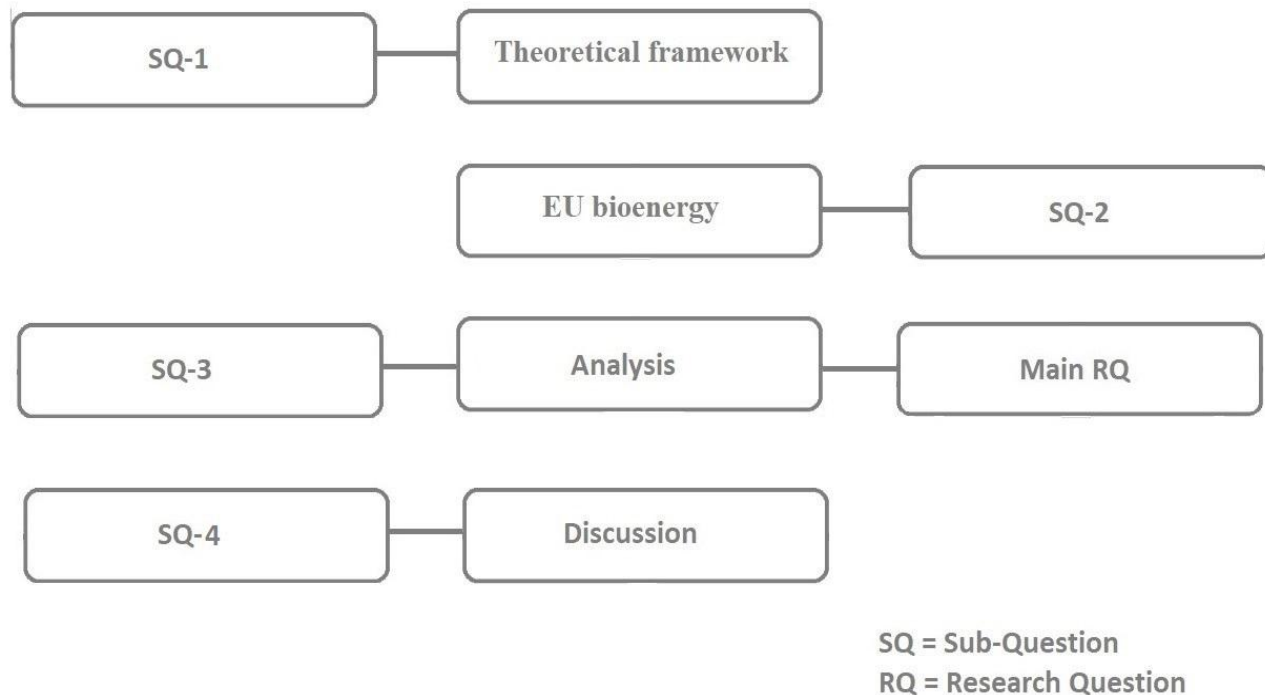 SQ-1
Theoretical framework
EU bioenergy
SQ-2
SQ-3
Analysis
Main RQ
SQ-4
Discussion
SQ = Sub-Question
RQ = Research Question